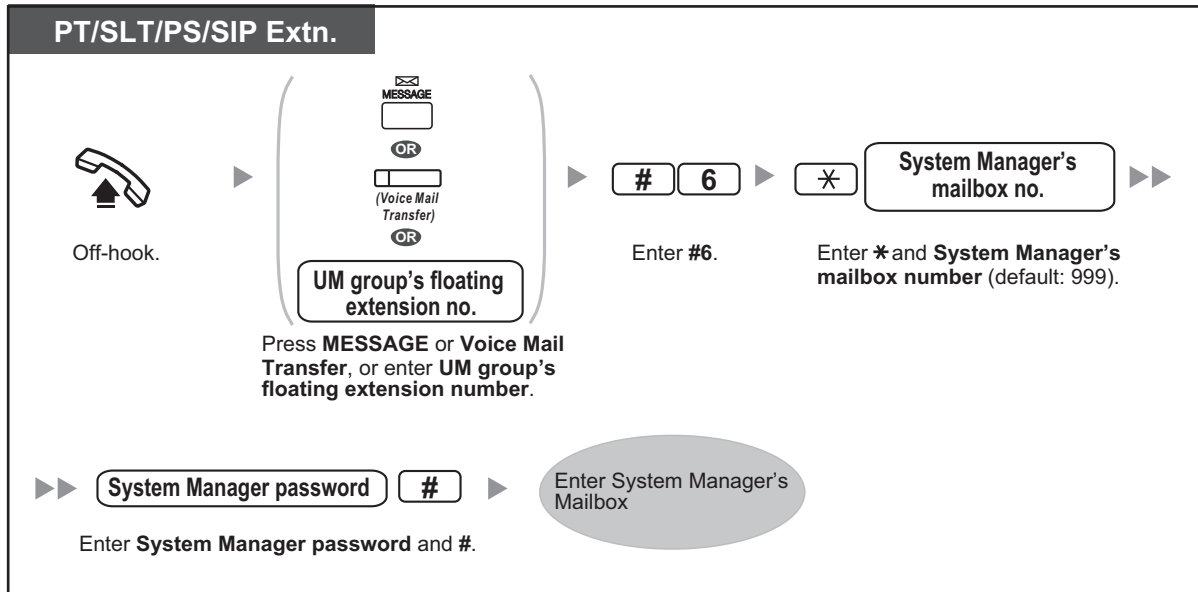 PT/SLT/PS/SIP Extn.
MESSAGE
OR
(Voice Mail
Transfer)
OR
UM group's floating
extension no.
# 6
System Manager's
mailbox no.
Off-hook.
Press MESSAGE or Voice Mail
Transfer, or enter UM group's
floating extension number.
Enter #6.
Enter * and System Manager's
mailbox number (default: 999).
System Manager password #
Enter System Manager password and #.
Enter System Manager's
Mailbox